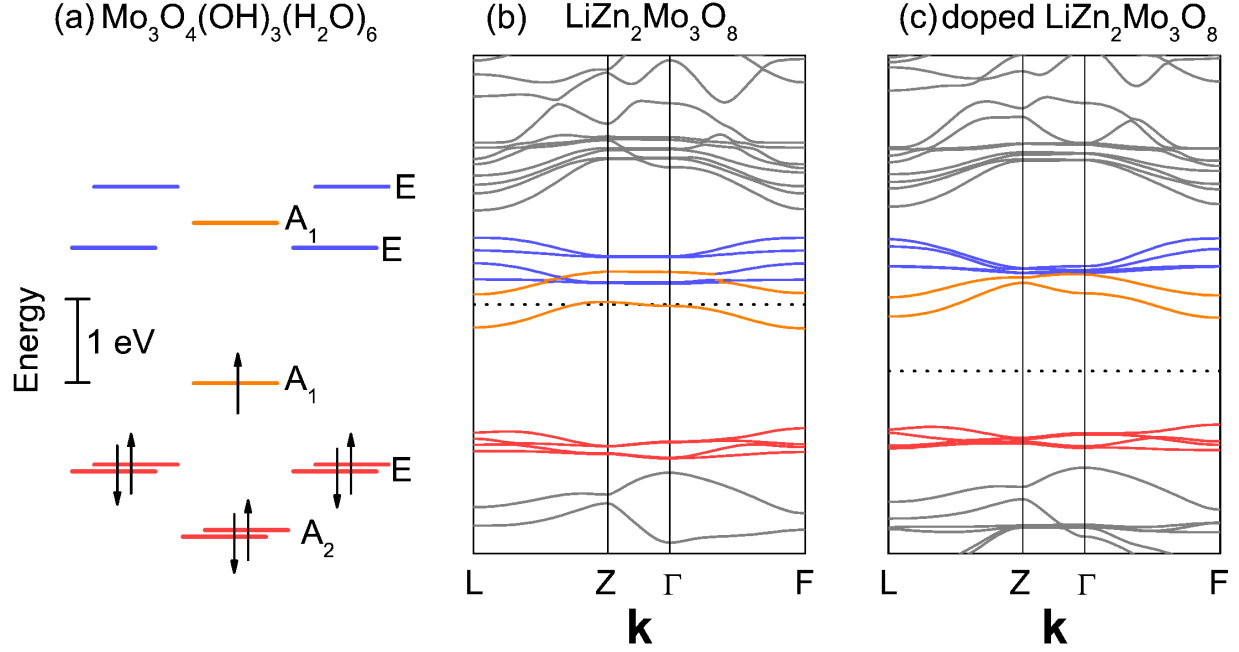 (a) Mo₃O₄(OH)₃(H₂O)₆
E
A₁
E
Energy
1 eV
A₁
E
A₂
(b) LiZn₂Mo₃O₈
L Z Γ F
k
(c) doped LiZn₂Mo₃O₈
L Z Γ F
k